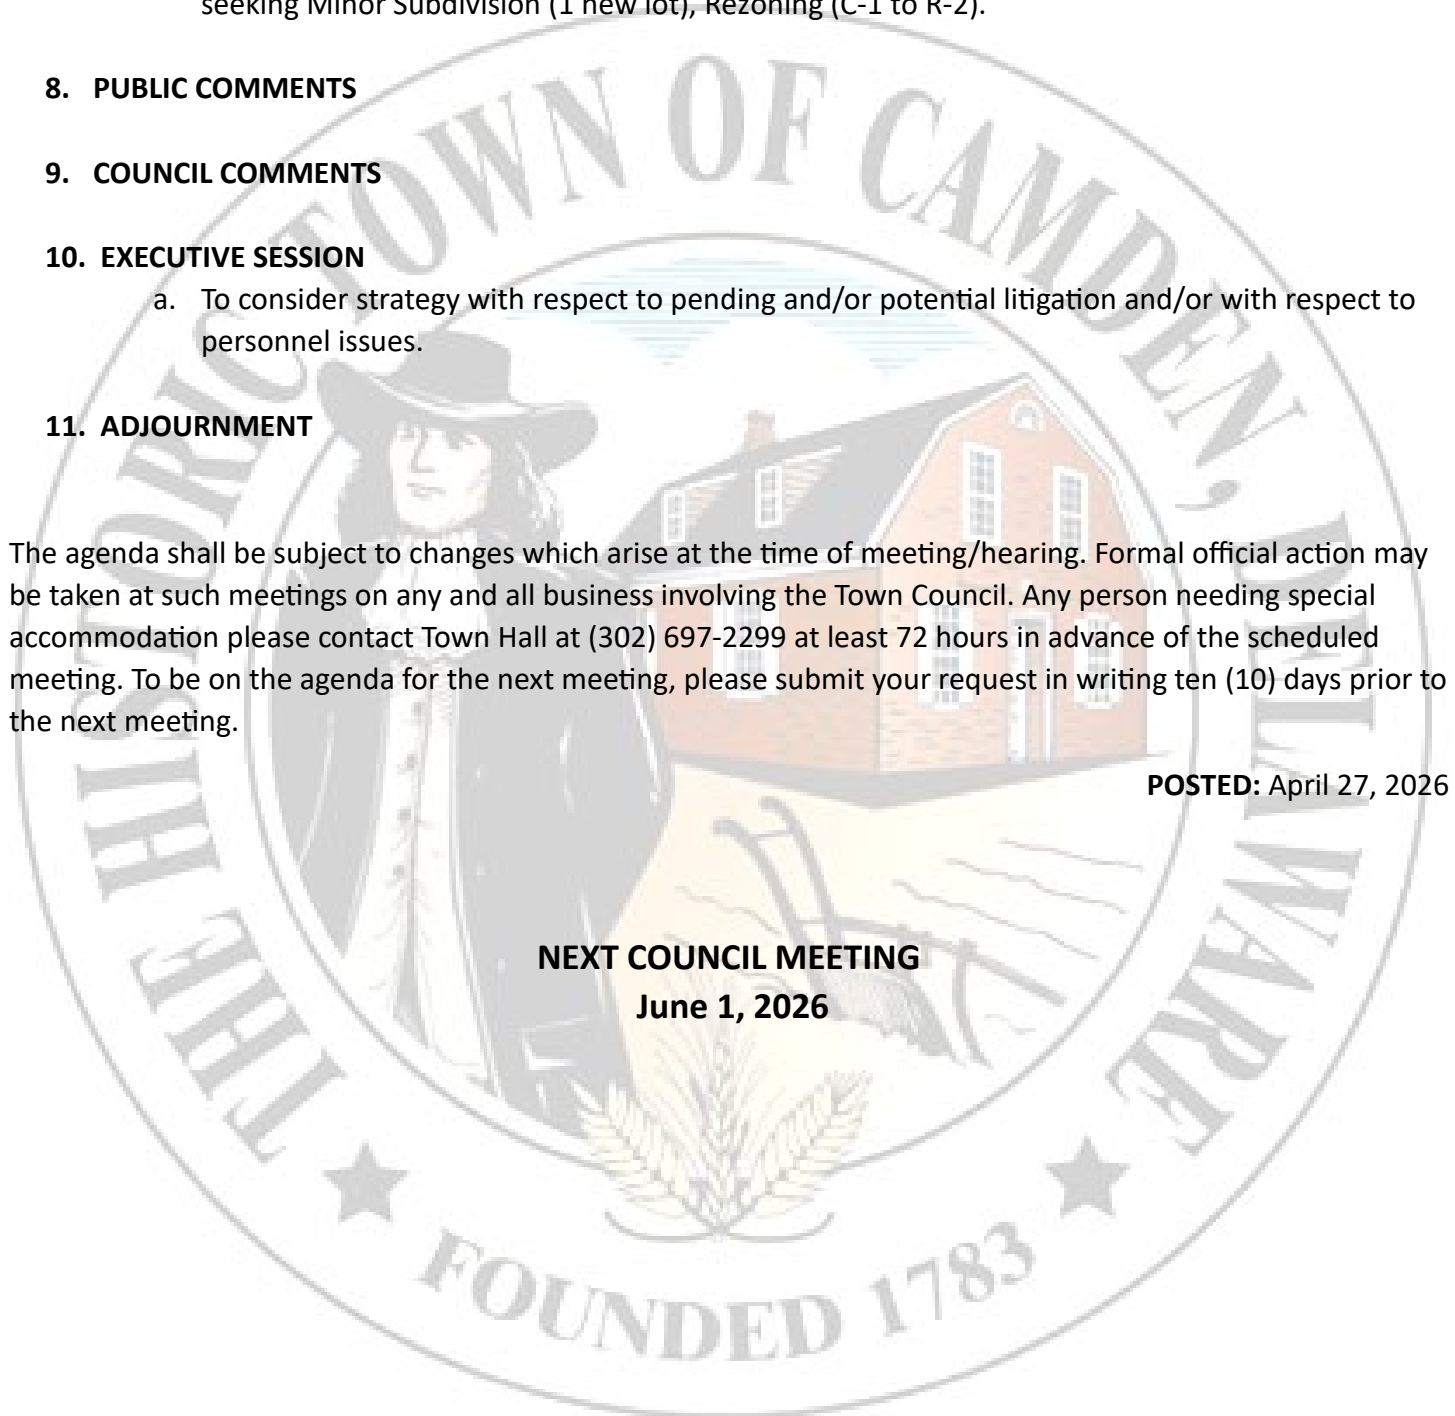 seeking Minor Subdivision (1 new lot), Rezoning (C-1 to R-2).
8. PUBLIC COMMENTS
9. COUNCIL COMMENTS
10. EXECUTIVE SESSION
a. To consider strategy with respect to pending and/or potential litigation and/or with respect to
personnel issues.
11. ADJOURNMENT
The agenda shall be subject to changes which arise at the time of meeting/hearing. Formal official action may
be taken at such meetings on any and all business involving the Town Council. Any person needing special
accommodation please contact Town Hall at (302) 697-2299 at least 72 hours in advance of the scheduled
meeting. To be on the agenda for the next meeting, please submit your request in writing ten (10) days prior to
the next meeting.
POSTED: April 27, 2026
NEXT COUNCIL MEETING
June 1, 2026
THE HISTORIC TOWN OF CAMDEN, DELAWARE
FOUNDED 1783